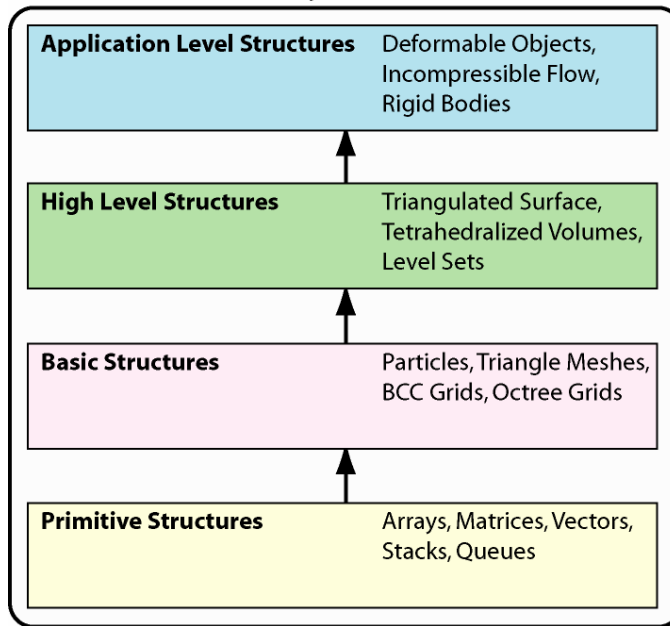 Application Level Structures Deformable Objects,
Incompressible Flow,
Rigid Bodies
High Level Structures Triangulated Surface,
Tetrahedralized Volumes,
Level Sets
Basic Structures Particles, Triangle Meshes,
BCC Grids, Octree Grids
Primitive Structures Arrays, Matrices, Vectors,
Stacks, Queues